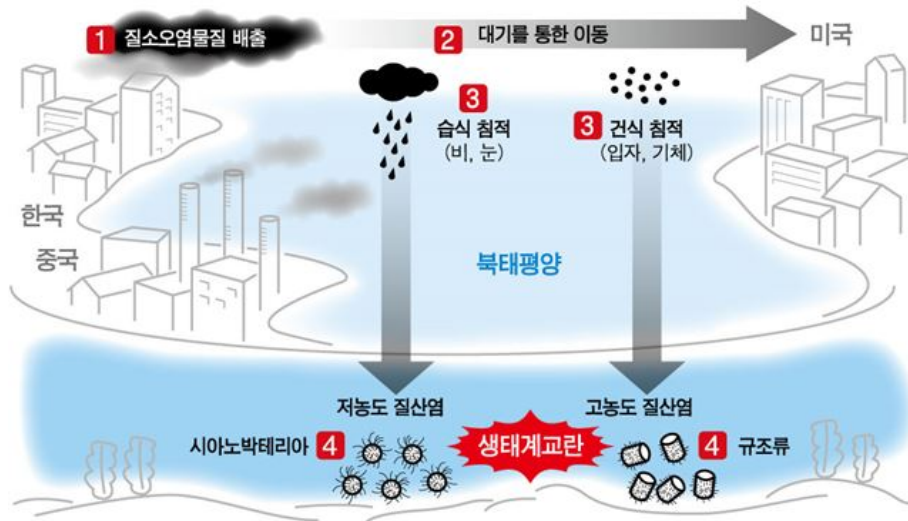 1 질소오염물질 배출
2 대기를 통한 이동
미국
3 습식 침적
(비, 눈)
3 건식 침적
(입자, 기체)
한국
중국
북태평양
저농도 질산염
고농도 질산염
시아노박테리아 4
생태계교란
4 규조류